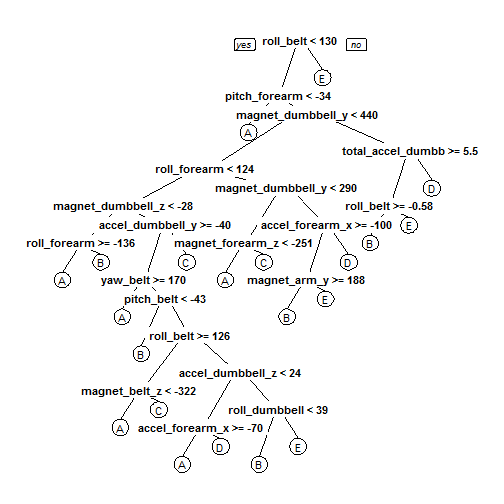 yes roll_belt < 130 no
E
pitch_forearm < -34
magnet_dumbbell_y < 440
A
total_accel_dumbb >= 5.5
roll_forearm < 124
magnet_dumbbell_y < 290
D
magnet_dumbbell_z < -28
roll_belt >= -0.58
accel_dumbbell_y >= -40
accel_forearm_x >= -100
E
roll_forearm >= -136
magnet_forearm_z < -251
B
B
C
C
D
A
yaw_belt >= 170
A
magnet_arm_y >= 188
pitch_belt < -43
E
A
B
roll_belt >= 126
B
accel_dumbbell_z < 24
magnet_belt_z < -322
C
roll_dumbbell < 39
A
accel_forearm_x >= -70
D
E
A
B